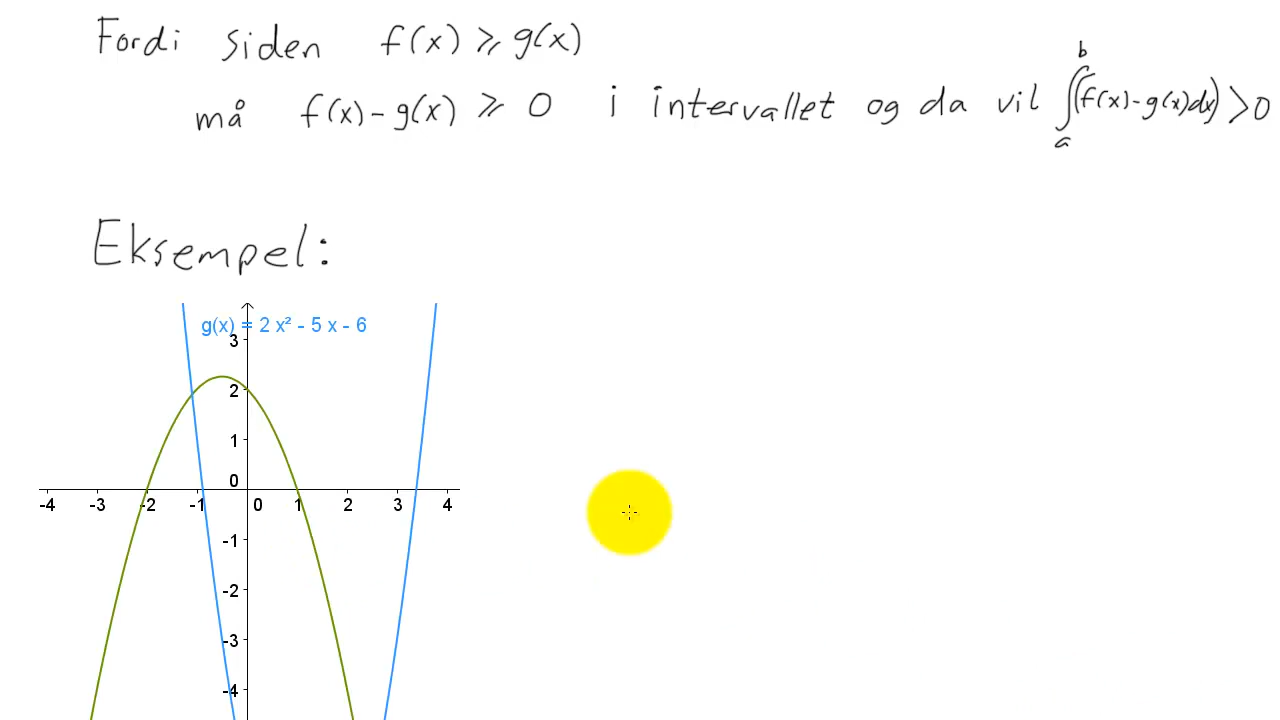 Fordi siden f(x) ⩾ g(x)
må f(x) - g(x) ⩾ 0 i intervallet og da vil ∫ₐᵇ(f(x)-g(x)dx) > 0
Eksempel:
g(x) = 2 x² - 5 x - 6
3
2
1
0
-4 -3 -2 -1 0 1 2 3 4
-1
-2
-3
-4